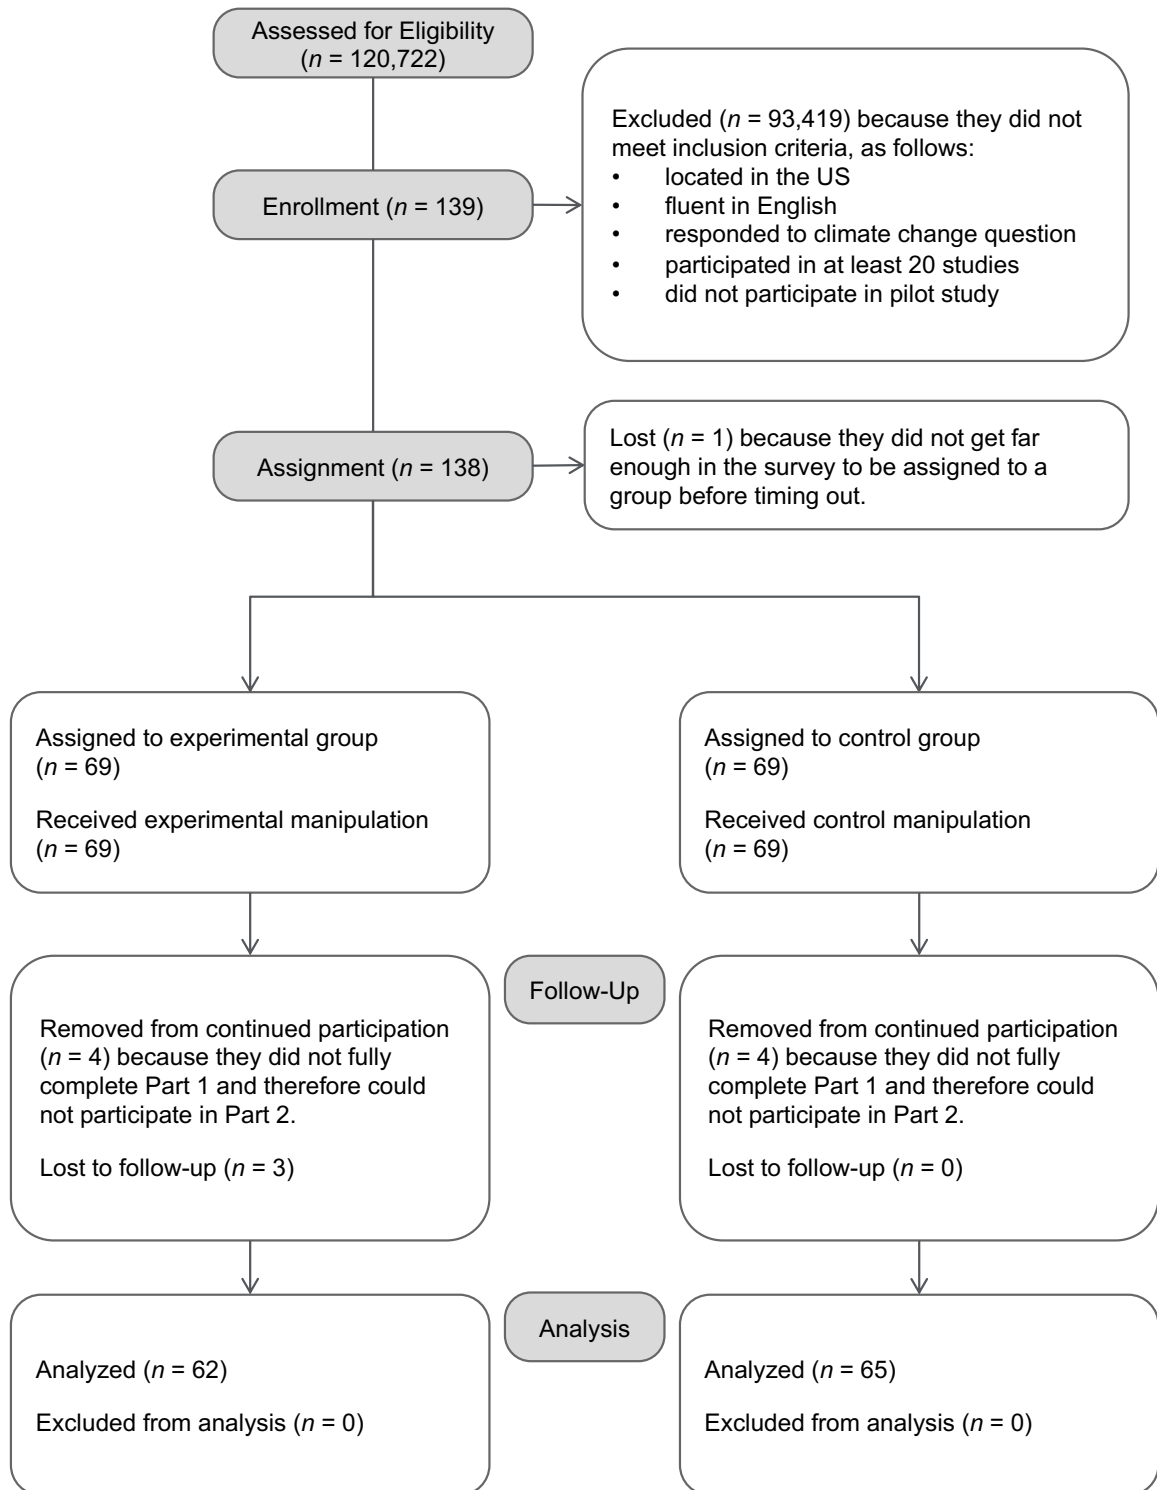 Assessed for Eligibility
(n = 120,722)
Excluded (n = 93,419) because they did not
meet inclusion criteria, as follows:
• located in the US
• fluent in English
• responded to climate change question
• participated in at least 20 studies
• did not participate in pilot study
Enrollment (n = 139)
Lost (n = 1) because they did not get far
enough in the survey to be assigned to a
group before timing out.
Assignment (n = 138)
Assigned to experimental group
(n = 69)
Received experimental manipulation
(n = 69)
Assigned to control group
(n = 69)
Received control manipulation
(n = 69)
Follow-Up
Removed from continued participation
(n = 4) because they did not fully
complete Part 1 and therefore could
not participate in Part 2.
Lost to follow-up (n = 3)
Removed from continued participation
(n = 4) because they did not fully
complete Part 1 and therefore could
not participate in Part 2.
Lost to follow-up (n = 0)
Analysis
Analyzed (n = 62)
Excluded from analysis (n = 0)
Analyzed (n = 65)
Excluded from analysis (n = 0)